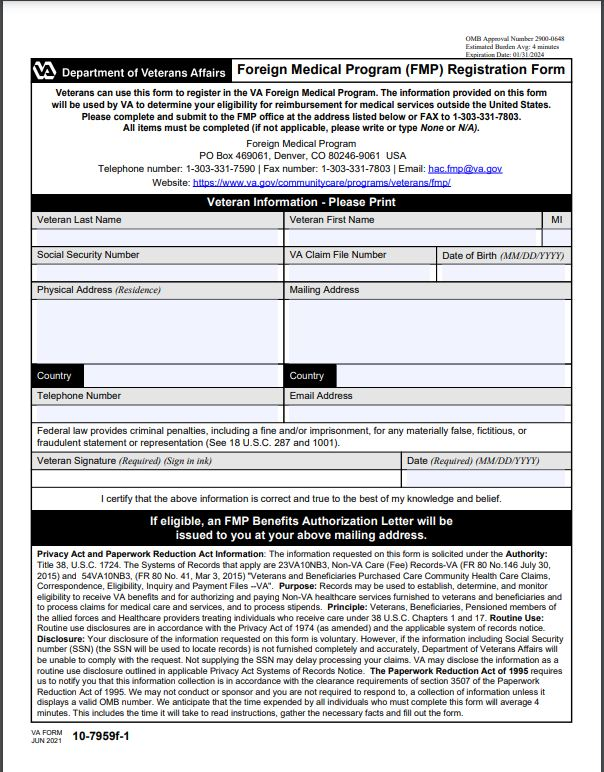 OMB Approval Number 2900-0648
Estimated Burden Avg: 4 minutes
Expiration Date: 01/31/2024
VA Department of Veterans Affairs
Foreign Medical Program (FMP) Registration Form
Veterans can use this form to register in the VA Foreign Medical Program. The information provided on this form
will be used by VA to determine your eligibility for reimbursement for medical services outside the United States.
Please complete and submit to the FMP office at the address listed below or FAX to 1-303-331-7803.
All items must be completed (if not applicable, please write or type None or N/A).
Foreign Medical Program
PO Box 469061, Denver, CO 80246-9061 USA
Telephone number: 1-303-331-7590 | Fax number: 1-303-331-7803 | Email: hac.fmp@va.gov
Website: https://www.va.gov/communitycare/programs/veterans/fmp/
Veteran Information - Please Print
Veteran Last Name
Veteran First Name
MI
Social Security Number
VA Claim File Number
Date of Birth (MM/DD/YYYY)
Physical Address (Residence)
Mailing Address
Country
Country
Telephone Number
Email Address
Federal law provides criminal penalties, including a fine and/or imprisonment, for any materially false, fictitious, or
fraudulent statement or representation (See 18 U.S.C. 287 and 1001).
Veteran Signature (Required) (Sign in ink)
Date (Required) (MM/DD/YYYY)
I certify that the above information is correct and true to the best of my knowledge and belief.
If eligible, an FMP Benefits Authorization Letter will be
issued to you at your above mailing address.
Privacy Act and Paperwork Reduction Act Information: The information requested on this form is solicited under the Authority:
Title 38, U.S.C. 1724. The Systems of Records that apply are 23VA10NB3, Non-VA Care (Fee) Records-VA (FR 80 No.146 July 30,
2015) and 54VA10NB3, (FR 80 No. 41, Mar 3, 2015) "Veterans and Beneficiaries Purchased Care Community Health Care Claims,
Correspondence, Eligibility, Inquiry and Payment Files --VA". Purpose: Records may be used to establish, determine, and monitor
eligibility to receive VA benefits and for authorizing and paying Non-VA healthcare services furnished to veterans and beneficiaries and
to process claims for medical care and services, and to process stipends. Principle: Veterans, Beneficiaries, Pensioned members of
the allied forces and Healthcare providers treating individuals who receive care under 38 U.S.C. Chapters 1 and 17. Routine Use:
Routine use disclosures are in accordance with the Privacy Act of 1974 (as amended) and the applicable system of records notice.
Disclosure: Your disclosure of the information requested on this form is voluntary. However, if the information including Social Security
number (SSN) (the SSN will be used to locate records) is not furnished completely and accurately, Department of Veterans Affairs will
be unable to comply with the request. Not supplying the SSN may delay processing your claims. VA may disclose the information as a
routine use disclosure outlined in applicable Privacy Act Systems of Records Notice. The Paperwork Reduction Act of 1995 requires
us to notify you that this information collection is in accordance with the clearance requirements of section 3507 of the Paperwork
Reduction Act of 1995. We may not conduct or sponsor and you are not required to respond to, a collection of information unless it
displays a valid OMB number. We anticipate that the time expended by all individuals who must complete this form will average 4
minutes. This includes the time it will take to read instructions, gather the necessary facts and fill out the form.
VA FORM
JUN 2021
10-7959f-1